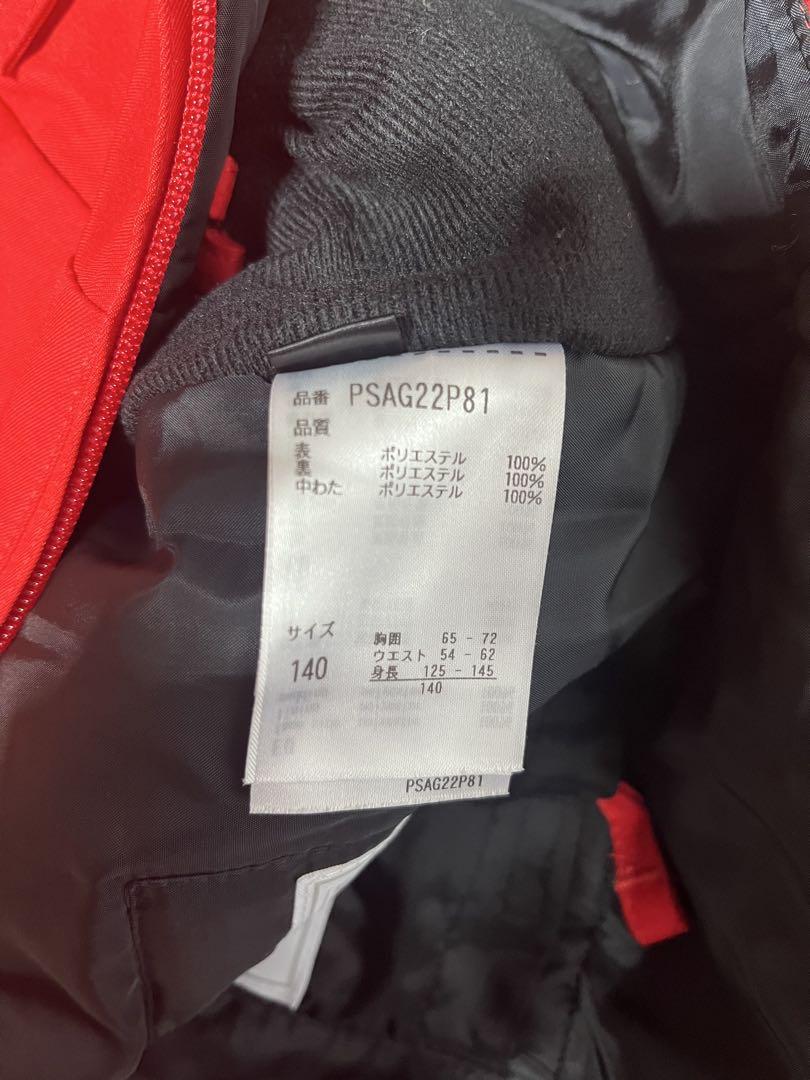 品番 PSAG22P81
品質
表 ポリエステル 100%
裏 ポリエステル 100%
中わた ポリエステル 100%
サイズ
140
胸囲 65 - 72
ウエスト 54 - 62
身長 125 - 145
140
PSAG22P81